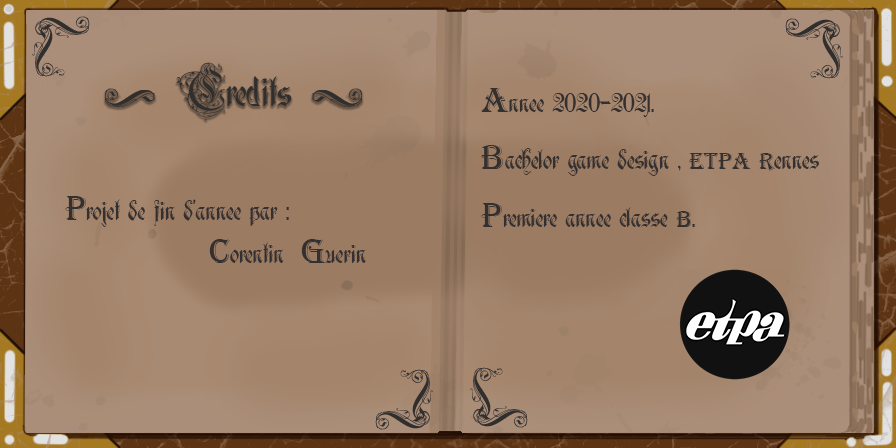 Credits
Projet de fin d'annee par :
Corentin Guerin
Annee 2020-2021.
Bachelor game design , ETPA Rennes
Premiere annee classe B.
etpa